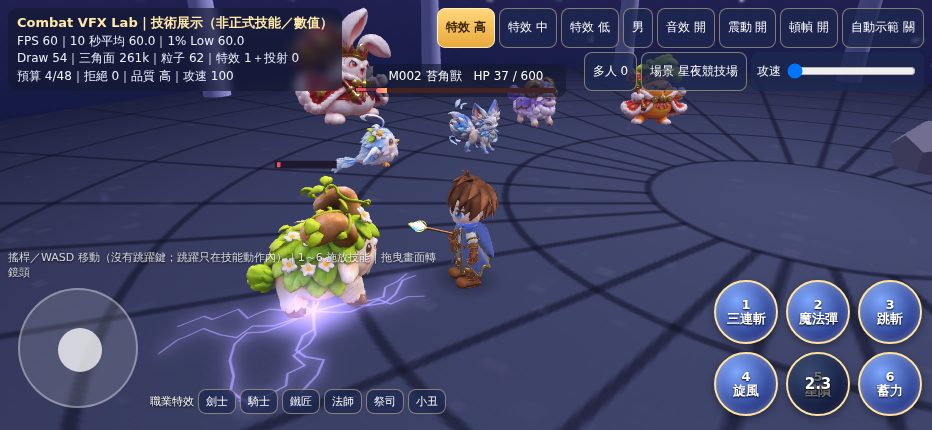 Combat VFX Lab｜技術展示（非正式技能／數值）
FPS 60｜10 秒平均 60.0｜1% Low 60.0
Draw 54｜三角面 261k｜粒子 62｜特效 1＋投射 0
預算 4/48｜拒絕 0｜品質 高｜攻速 100
特效 高
特效 中
特效 低
男
音效 開
震動 開
頓幀 開
自動示範 關
多人 0
場景 星夜競技場
攻速
M002 苔角獸 HP 37 / 600
搖桿／WASD 移動（沒有跳躍鍵；跳躍只在技能動作內）｜1～6 施放技能｜拖曳畫面轉
鏡頭
1
三連斬
2
魔法彈
3
跳斬
4
旋風
2.3
6
蓄力
職業特效
劍士
騎士
鐵匠
法師
祭司
小丑